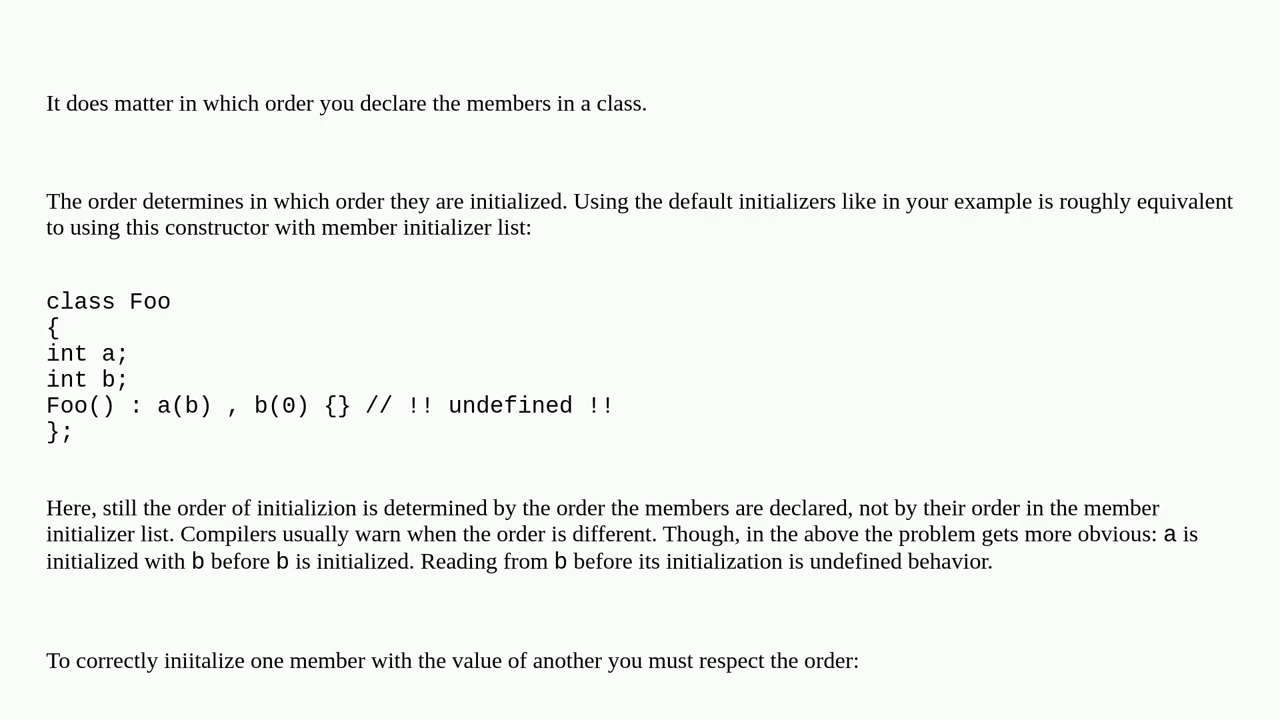 It does matter in which order you declare the members in a class.
The order determines in which order they are initialized. Using the default initializers like in your example is roughly equivalent
to using this constructor with member initializer list:
class Foo
{
int a;
int b;
Foo() : a(b) , b(0) {} // !! undefined !!
};
Here, still the order of initializion is determined by the order the members are declared, not by their order in the member
initializer list. Compilers usually warn when the order is different. Though, in the above the problem gets more obvious: a is
initialized with b before b is initialized. Reading from b before its initialization is undefined behavior.
To correctly iniitalize one member with the value of another you must respect the order: